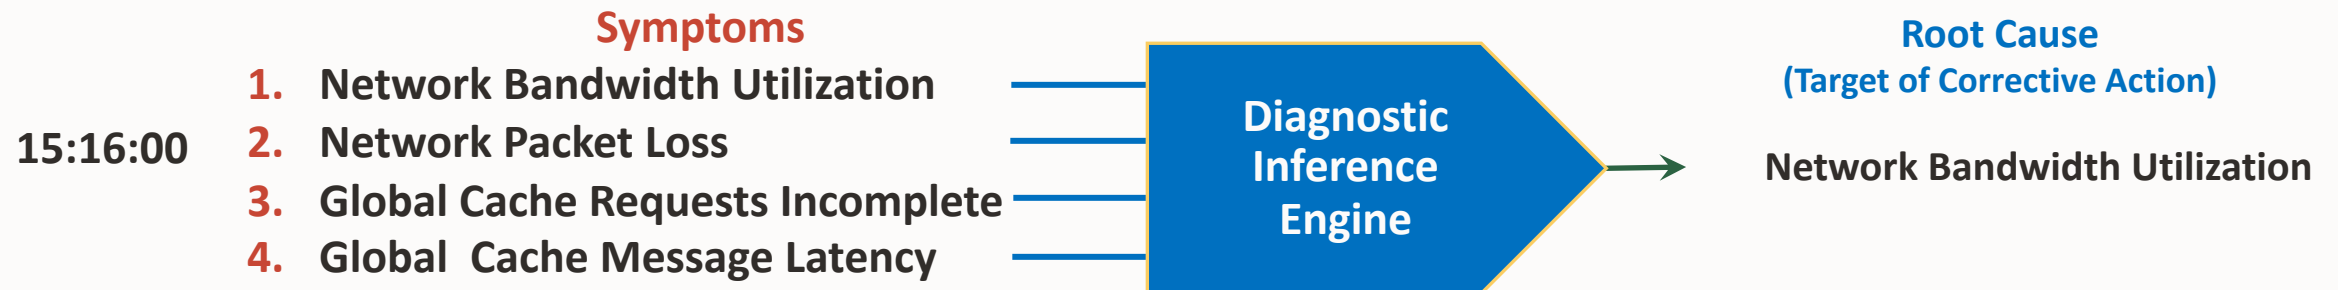 Symptoms
1. Network Bandwidth Utilization
2. Network Packet Loss
3. Global Cache Requests Incomplete
4. Global Cache Message Latency
15:16:00
Diagnostic
Inference
Engine
Root Cause
(Target of Corrective Action)
Network Bandwidth Utilization